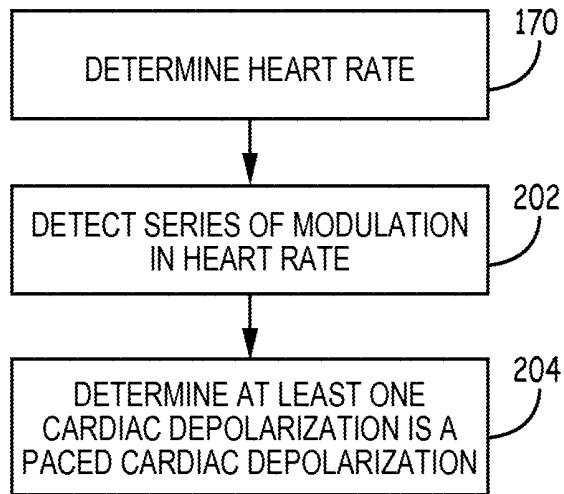 170
DETERMINE HEART RATE
202
DETECT SERIES OF MODULATION
IN HEART RATE
204
DETERMINE AT LEAST ONE
CARDIAC DEPOLARIZATION IS A
PACED CARDIAC DEPOLARIZATION